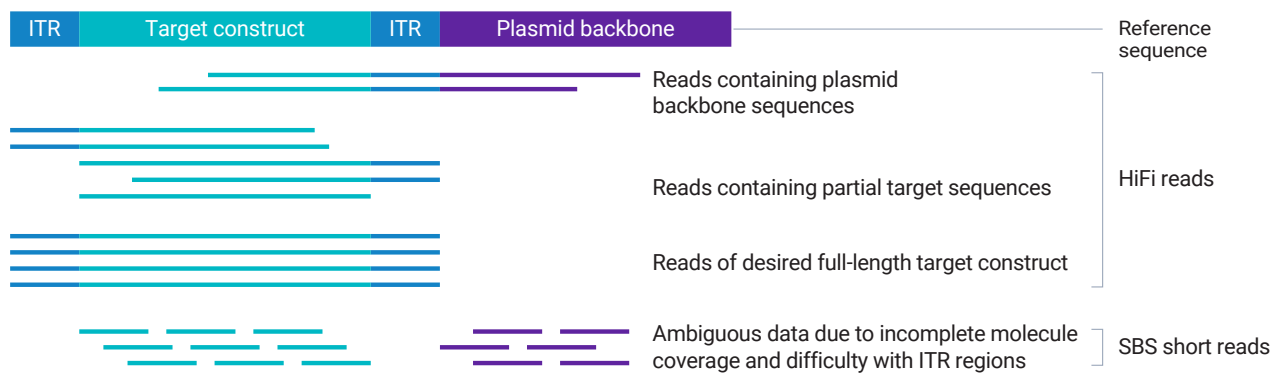 ITR
Target construct
ITR
Plasmid backbone
Reference
sequence
Reads containing plasmid
backbone sequences
Reads containing partial target sequences
HiFi reads
Reads of desired full-length target construct
Ambiguous data due to incomplete molecule
coverage and difficulty with ITR regions
SBS short reads